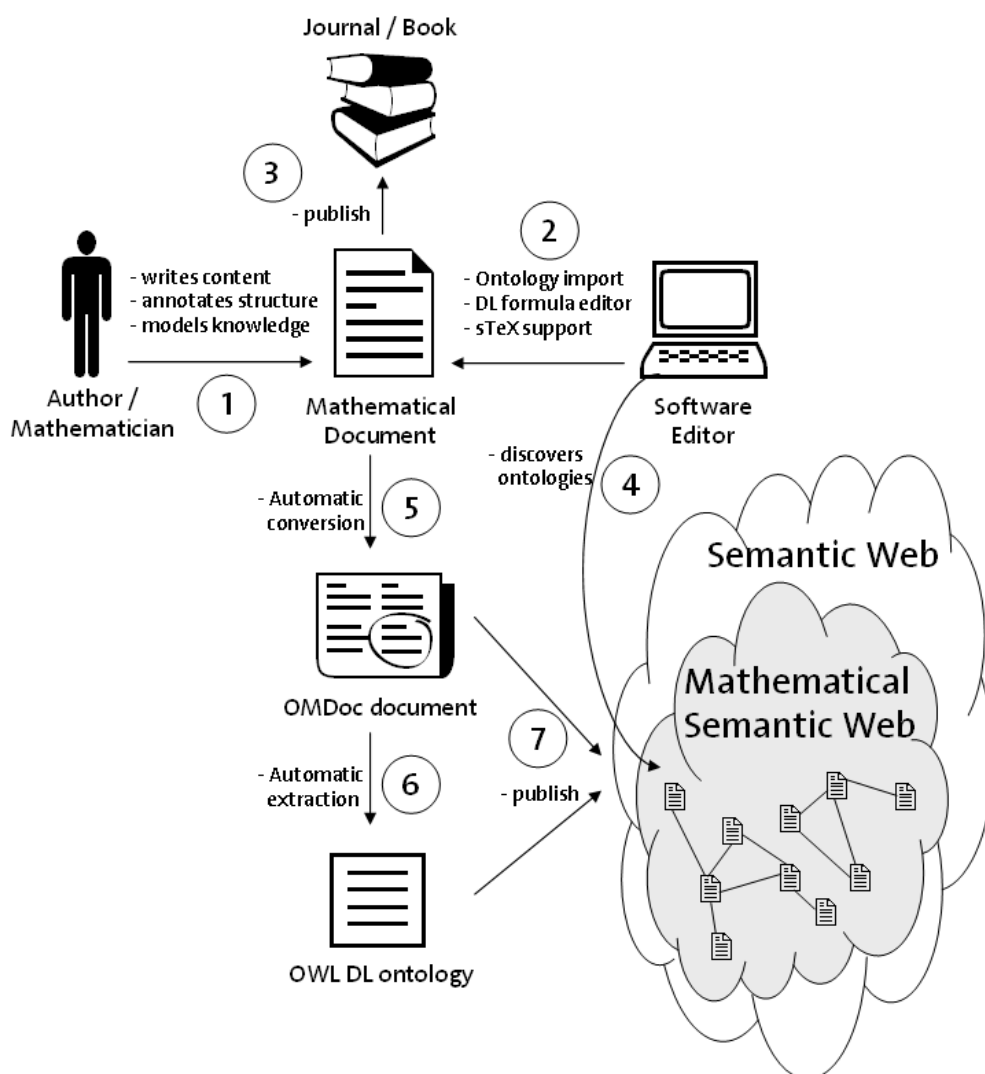 Journal / Book
3
- publish
2
- writes content
- annotates structure
- models knowledge
- Ontology import
- DL formula editor
- sTeX support
1
Author /
Mathematician
Mathematical
Document
Software
Editor
- discovers
ontologies
4
- Automatic
conversion
5
Semantic Web
Mathematical
Semantic Web
OMDoc document
7
- publish
- Automatic
extraction
6
OWL DL ontology